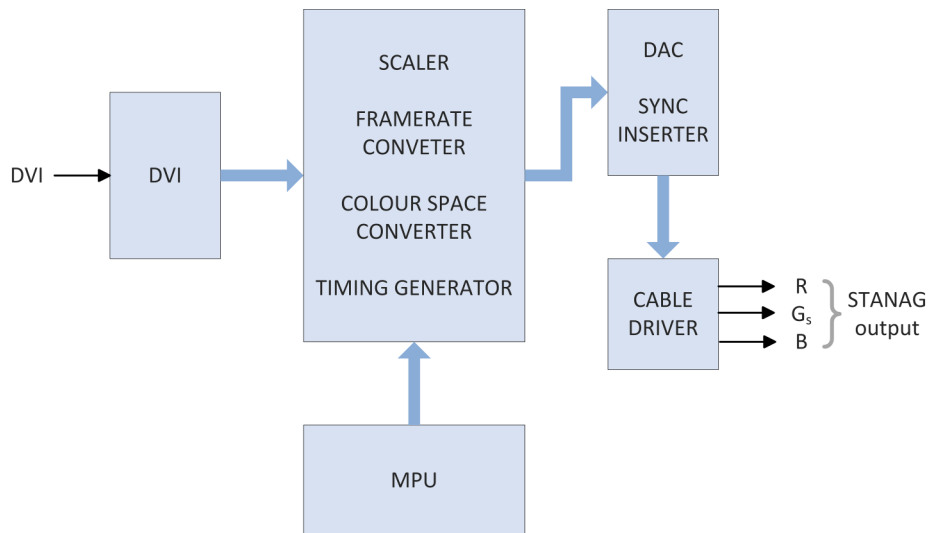 DVI
DVI
SCALER
FRAMERATE
CONVETER
COLOUR SPACE
CONVERTER
TIMING GENERATOR
MPU
DAC
SYNC
INSERTER
CABLE
DRIVER
R
Gs
B
STANAG
output